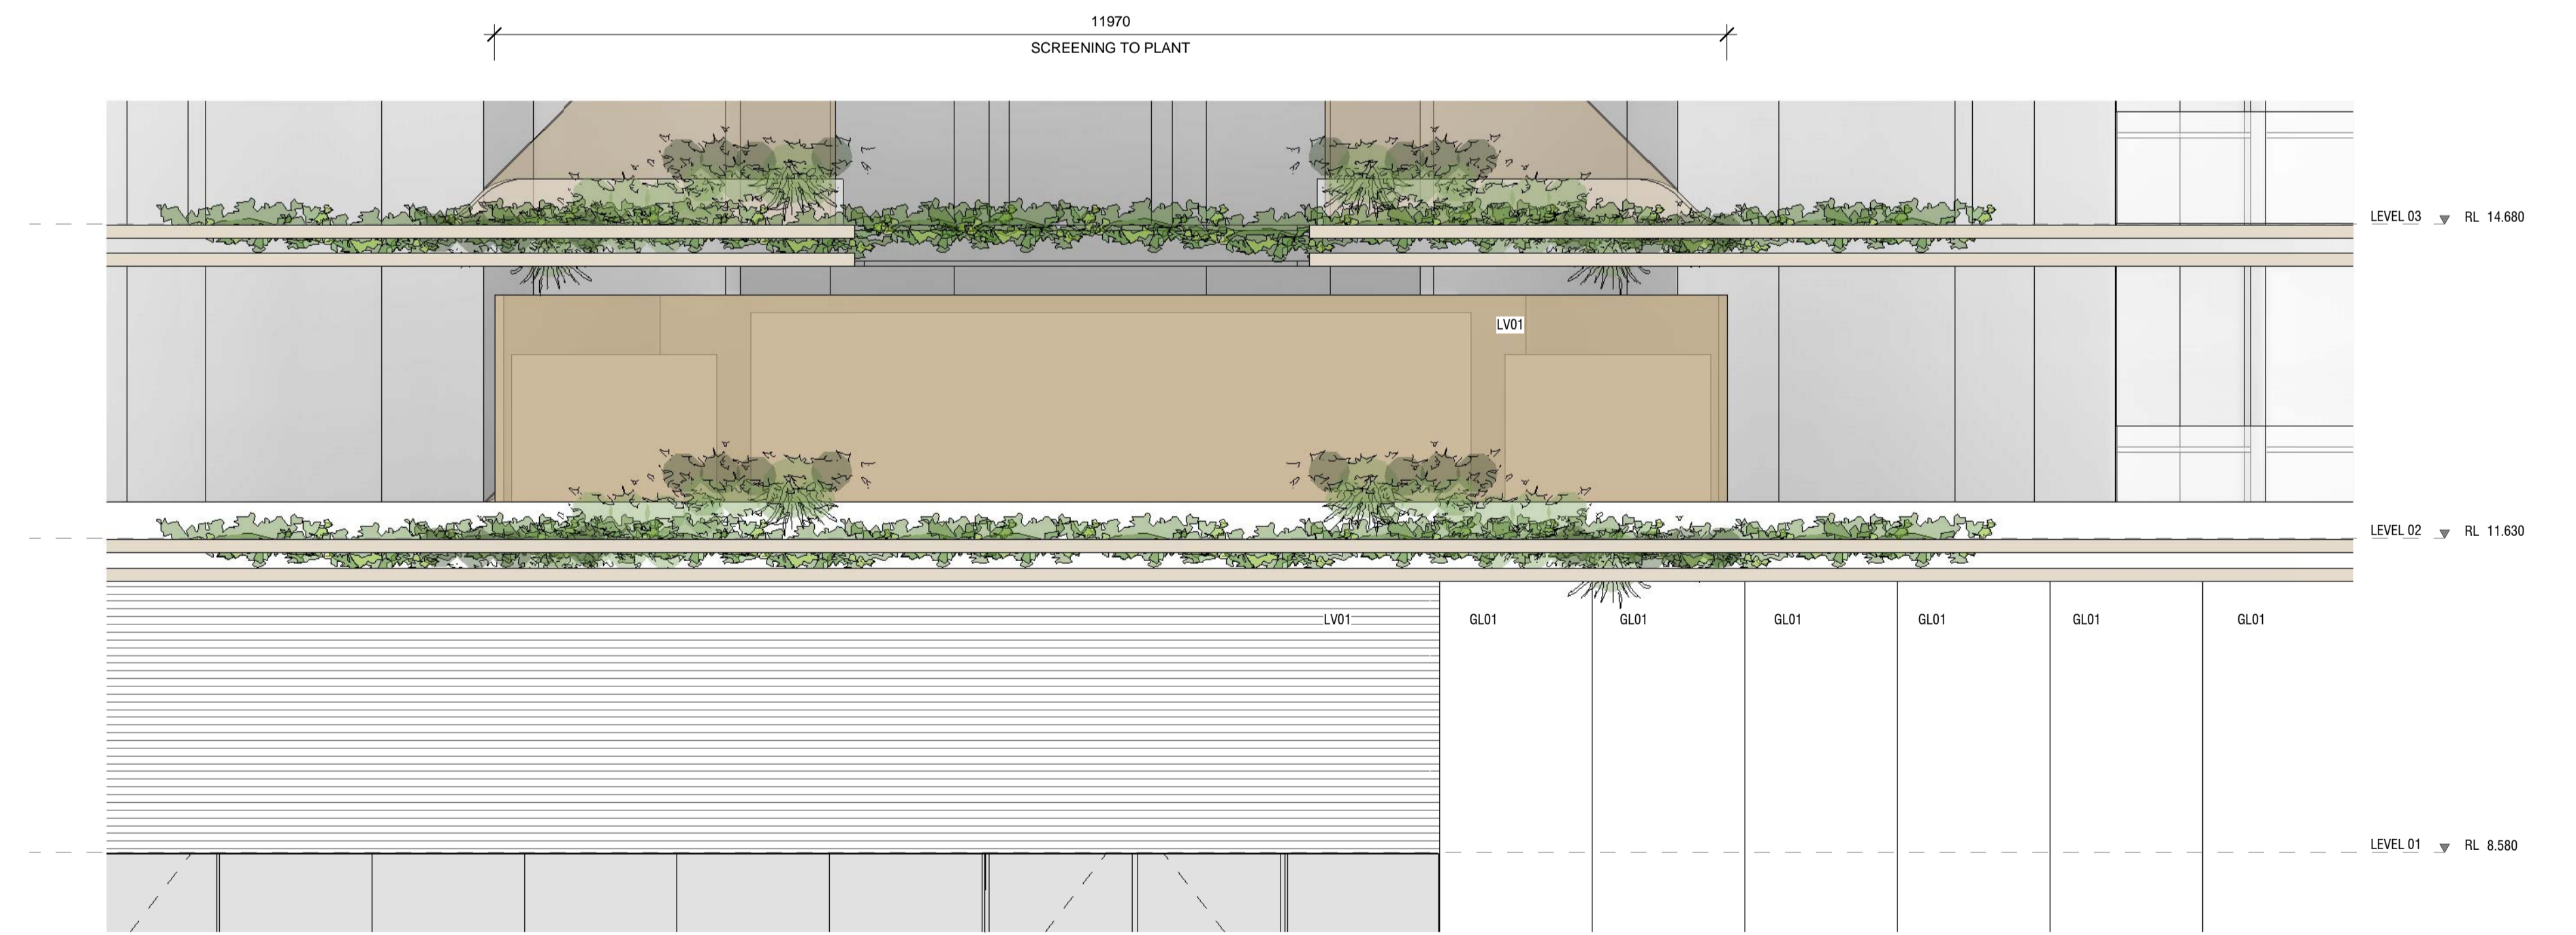 11970
SCREENING TO PLANT
LEVEL 03 RL 14.680
LV01
LEVEL 02 RL 11.630
LV01 GL01 GL01 GL01 GL01 GL01 GL01
LEVEL 01 RL 8.580